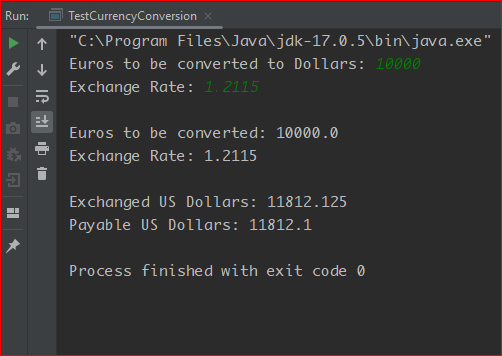 Run: TestCurrencyConversion
"C:\Program Files\Java\jdk-17.0.5\bin\java.exe"
Euros to be converted to Dollars: 10000
Exchange Rate: 1.2115
Euros to be converted: 10000.0
Exchange Rate: 1.2115
Exchanged US Dollars: 11812.125
Payable US Dollars: 11812.1
Process finished with exit code 0